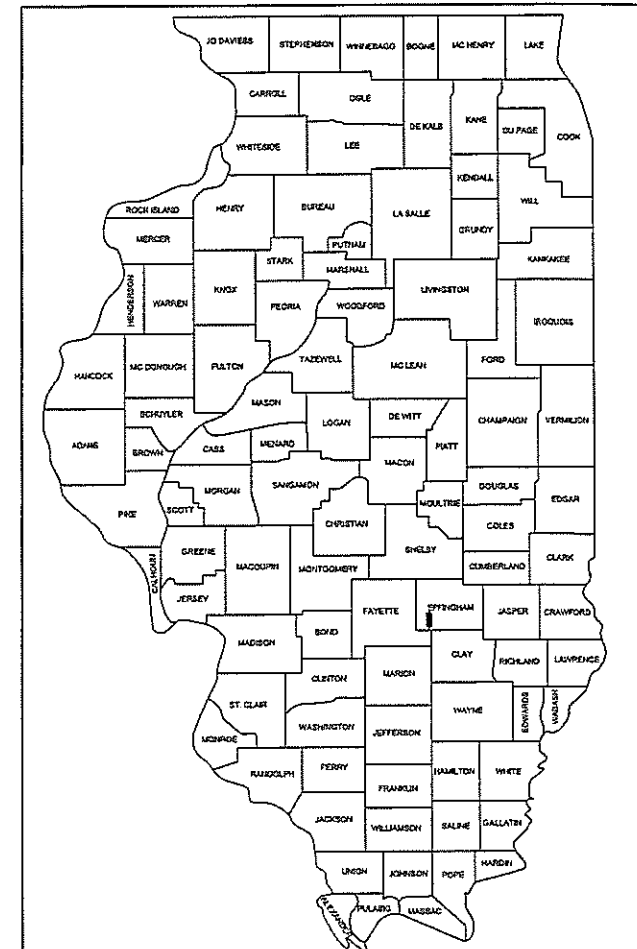 JO DAVIESS
STEPHENSON
WINNEBAGO
BOONE
MC HENRY
LAKE
CARROLL
OGLE
DE KALB
KANE
DU PAGE
COOK
WHITESIDE
LEE
KENDALL
WILL
ROCK ISLAND
HENRY
BUREAU
LA SALLE
GRUNDY
MERCER
PUTNAM
STARK
MARSHALL
KANKAKEE
HENDERSON
WARREN
KNOX
PEORIA
WOODFORD
LIVINGSTON
IROQUOIS
HANCOCK
MC DONOUGH
FULTON
TAZEWELL
MC LEAN
FORD
MASON
SCHUYLER
LOGAN
DE WITT
CHAMPAIGN
VERMILION
ADAMS
BROWN
CASS
MENARD
MACON
PIATT
PIKE
SCOTT
MORGAN
SANGAMON
CHRISTIAN
MOULTRIE
DOUGLAS
EDGAR
COLES
CALHOUN
GREENE
MACOUPIN
MONTGOMERY
SHELBY
CUMBERLAND
CLARK
JERSEY
FAYETTE
EFFINGHAM
JASPER
CRAWFORD
MADISON
BOND
CLAY
RICHLAND
LAWRENCE
CLINTON
MARION
ST. CLAIR
WAYNE
EDWARDS
WABASH
MONROE
WASHINGTON
JEFFERSON
RANDOLPH
PERRY
HAMILTON
WHITE
FRANKLIN
JACKSON
WILLIAMSON
SALINE
GALLATIN
UNION
JOHNSON
POPE
HARDIN
ALEXANDER
PULASKI
MASSAC